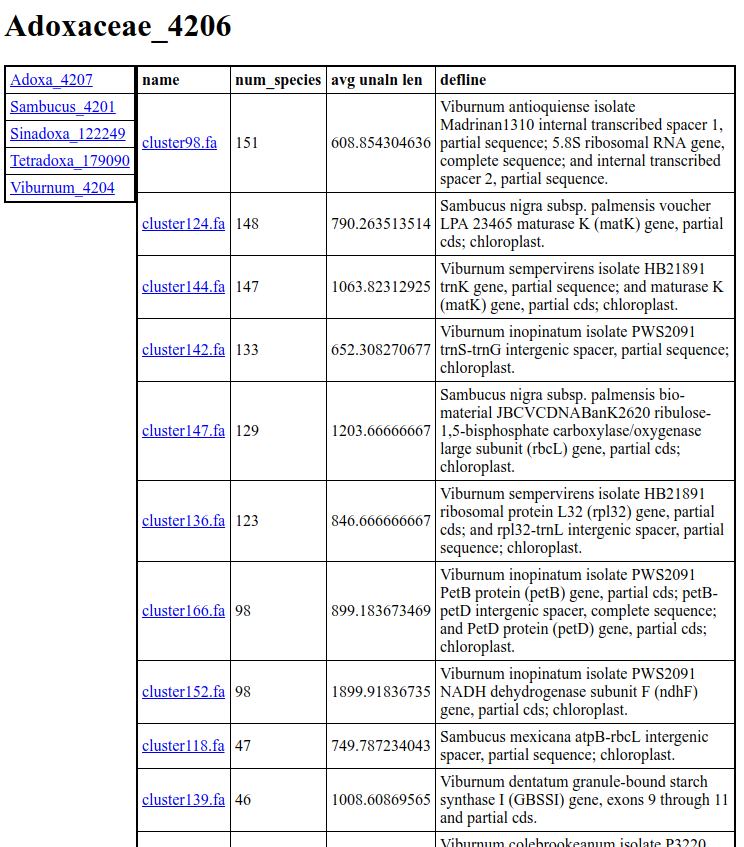 Adoxaceae_4206
Adoxa_4207
Sambucus_4201
Sinadoxa_122249
Tetradoxa_179090
Viburnum_4204
name num_species avg unaln len defline
cluster98.fa 151 608.854304636 Viburnum antioquiense isolate
Madrinan1310 internal transcribed spacer 1,
partial sequence; 5.8S ribosomal RNA gene,
complete sequence; and internal transcribed
spacer 2, partial sequence.
cluster124.fa 148 790.263513514 Sambucus nigra subsp. palmensis voucher
LPA 23465 maturase K (matK) gene, partial
cds; chloroplast.
cluster144.fa 147 1063.82312925 Viburnum sempervirens isolate HB21891
trnK gene, partial sequence; and maturase K
(matK) gene, partial cds; chloroplast.
cluster142.fa 133 652.308270677 Viburnum inopinatum isolate PWS2091
trnS-trnG intergenic spacer, partial sequence;
chloroplast.
cluster147.fa 129 1203.66666667 Sambucus nigra subsp. palmensis bio-
material JBCVCDNABanK2620 ribulose-
1,5-bisphosphate carboxylase/oxygenase
large subunit (rbcL) gene, partial cds;
chloroplast.
cluster136.fa 123 846.666666667 Viburnum sempervirens isolate HB21891
ribosomal protein L32 (rpl32) gene, partial
cds; and rpl32-trnL intergenic spacer, partial
sequence; chloroplast.
cluster166.fa 98 899.183673469 Viburnum inopinatum isolate PWS2091
PetB protein (petB) gene, partial cds; petB-
petD intergenic spacer, complete sequence;
and PetD protein (petD) gene, partial cds;
chloroplast.
cluster152.fa 98 1899.91836735 Viburnum inopinatum isolate PWS2091
NADH dehydrogenase subunit F (ndhF)
gene, partial cds; chloroplast.
cluster118.fa 47 749.787234043 Sambucus mexicana atpB-rbcL intergenic
spacer, partial sequence; chloroplast.
cluster139.fa 46 1008.60869565 Viburnum dentatum granule-bound starch
synthase I (GBSSI) gene, exons 9 through 11
and partial cds.
Viburnum colebrookeanum isolate P3220